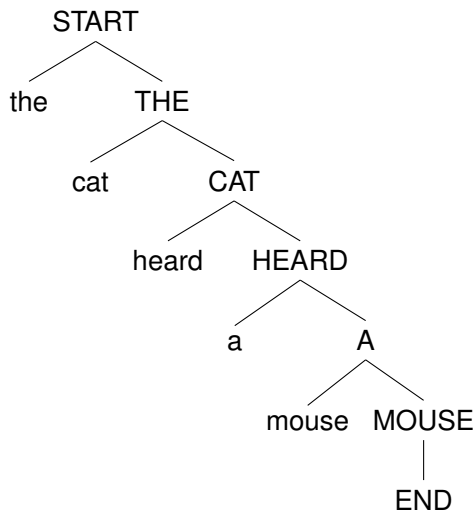 START
the THE
cat CAT
heard HEARD
a A
mouse MOUSE
END